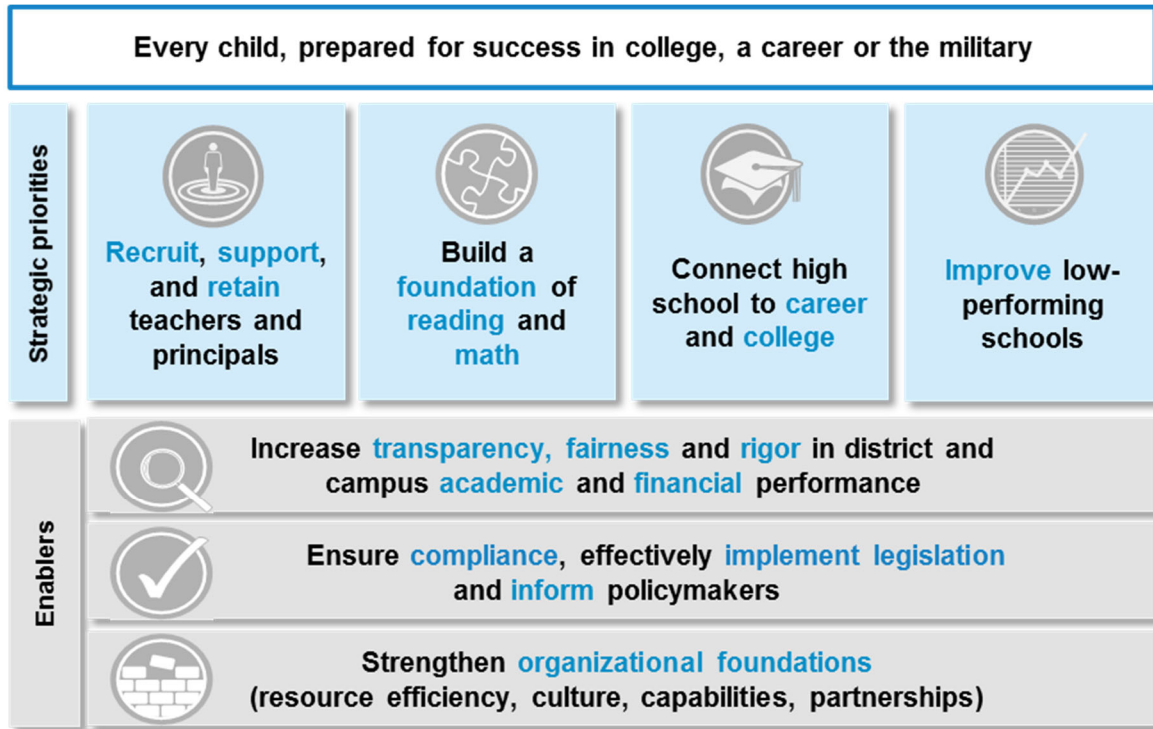 Every child, prepared for success in college, a career or the military
Strategic priorities
Recruit, support,
and retain
teachers and
principals
Build a
foundation of
reading and
math
Connect high
school to career
and college
Improve low-
performing
schools
Enablers
Increase transparency, fairness and rigor in district and
campus academic and financial performance
Ensure compliance, effectively implement legislation
and inform policymakers
Strengthen organizational foundations
(resource efficiency, culture, capabilities, partnerships)